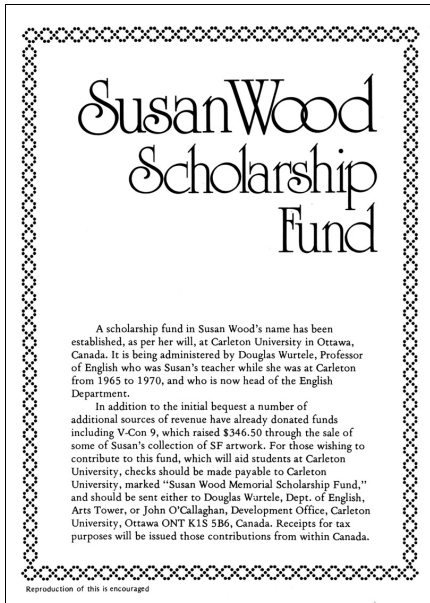 Susan Wood
Scholarship
Fund
A scholarship fund in Susan Wood's name has been
established, as per her will, at Carleton University in Ottawa,
Canada. It is being administered by Douglas Wurtele, Professor
of English who was Susan's teacher while she was at Carleton
from 1965 to 1970, and who is now head of the English
Department.
In addition to the initial bequest a number of
additional sources of revenue have already donated funds
including V-Con 9, which raised $346.50 through the sale of
some of Susan's collection of SF artwork. For those wishing to
contribute to this fund, which will aid students at Carleton
University, checks should be made payable to Carleton
University, marked “Susan Wood Memorial Scholarship Fund,”
and should be sent either to Douglas Wurtele, Dept. of English,
Arts Tower, or John O'Callaghan, Development Office, Carleton
University, Ottawa ONT K1S 5B6, Canada. Receipts for tax
purposes will be issued those contributions from within Canada.
Reproduction of this is encouraged